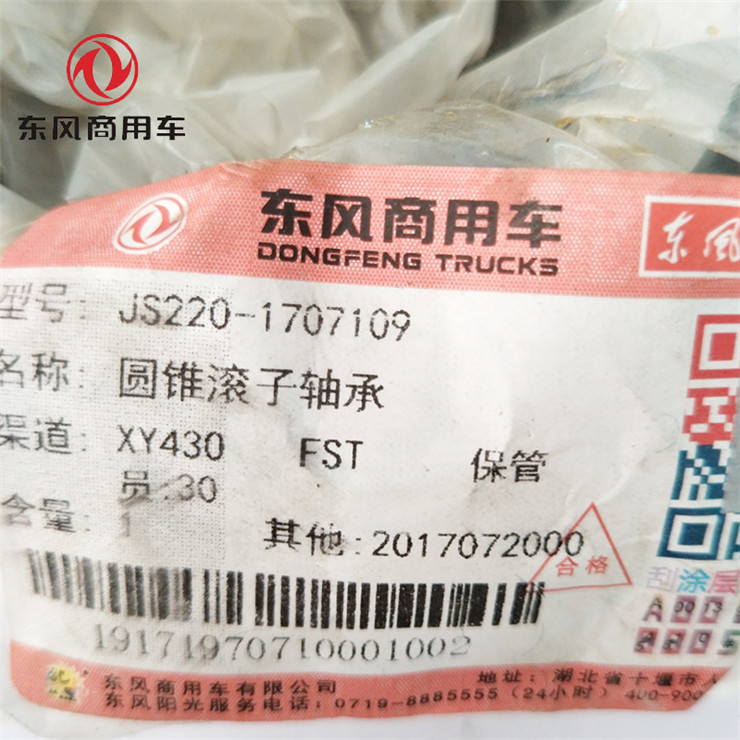 东风商用车
东风商用车
东风
DONGFENG TRUCKS
型号: JS220-1707109
名称: 圆锥滚子轴承
渠道: XY430 FST 保管
员:30
含量: 1
其他:2017072000
合格
刮涂层
19171970710001002
东风商用车有限公司
地址: 湖北省十堰市人
东风阳光服务电话: 0719-8885555 (24小时) 400-900